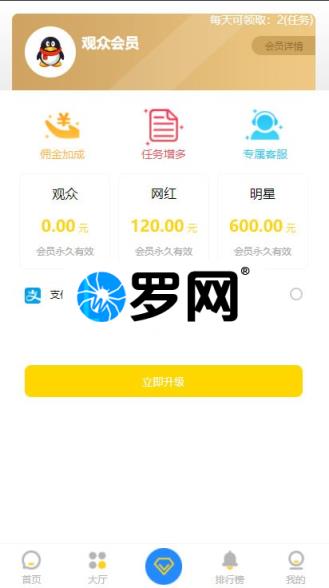 每天可领取：2(任务)
观众会员
会员详情
佣金加成
任务增多
专属客服
观众
网红
明星
0.00 元
120.00 元
600.00 元
会员永久有效
会员永久有效
会员永久有效
支
罗网®
立即升级
首页
大厅
排行榜
我的